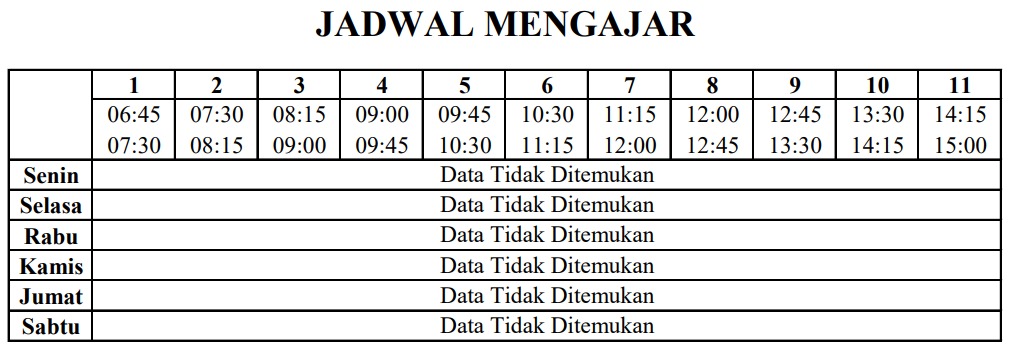 JADWAL MENGAJAR
1 2 3 4 5 6 7 8 9 10 11
06:45 07:30 08:15 09:00 09:45 10:30 11:15 12:00 12:45 13:30 14:15
07:30 08:15 09:00 09:45 10:30 11:15 12:00 12:45 13:30 14:15 15:00
Senin Data Tidak Ditemukan
Selasa Data Tidak Ditemukan
Rabu Data Tidak Ditemukan
Kamis Data Tidak Ditemukan
Jumat Data Tidak Ditemukan
Sabtu Data Tidak Ditemukan